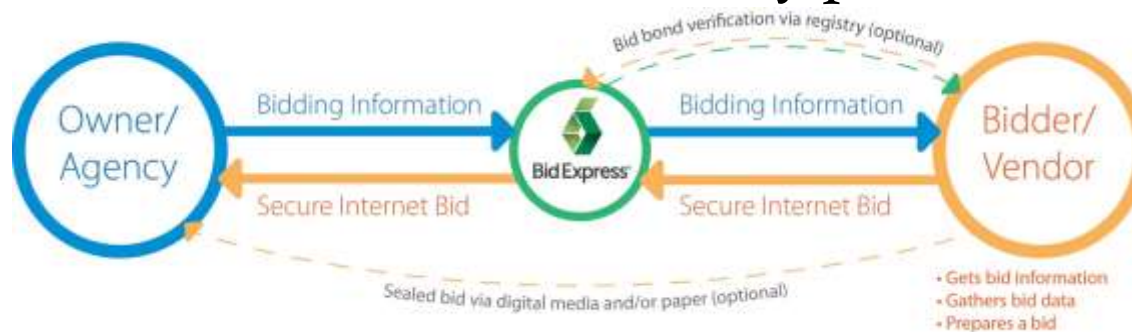 Bid bond verification via registry (optional)
Owner/
Agency
Bidding Information
Secure Internet Bid
BidExpress
Bidding Information
Secure Internet Bid
Bidder/
Vendor
Sealed bid via digital media and/or paper (optional)
• Gets bid information
• Gathers bid data
• Prepares a bid